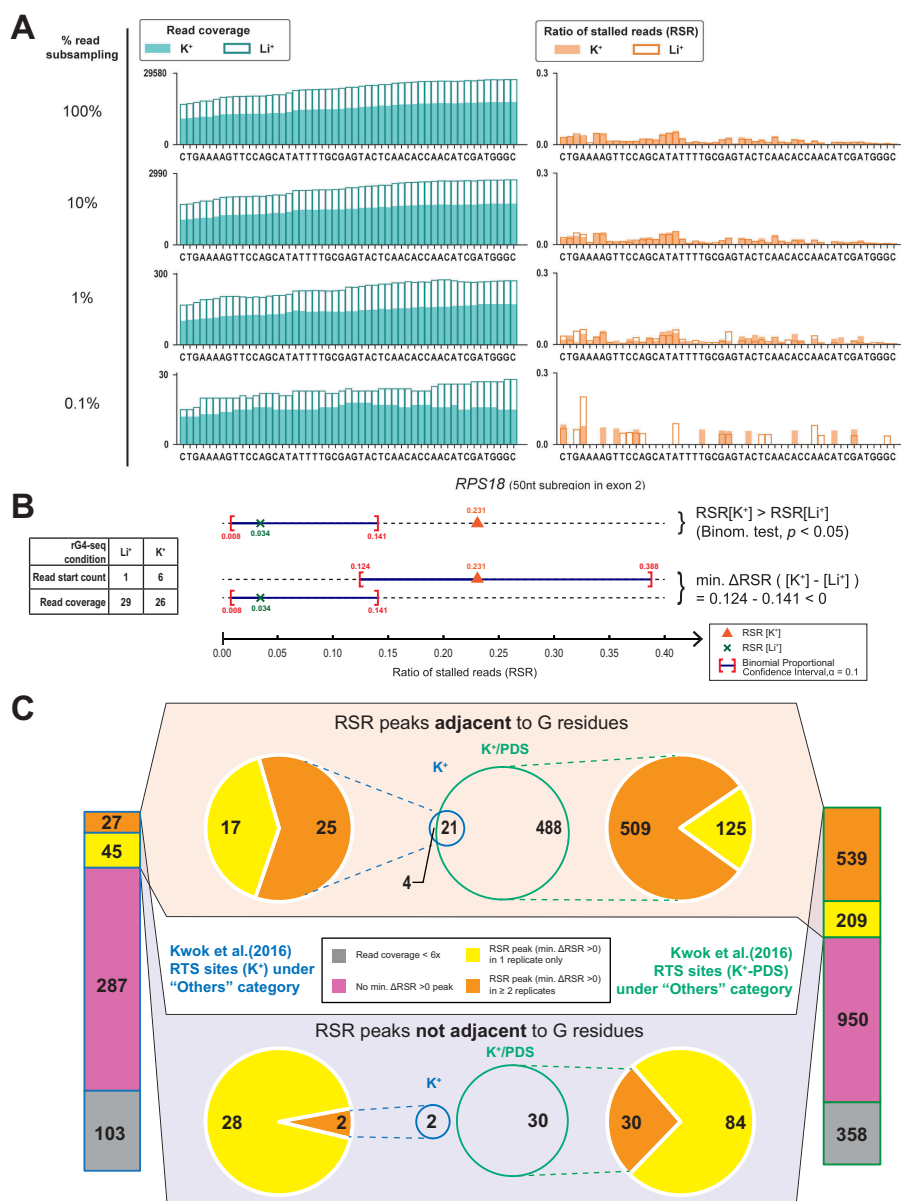 A
% read
subsampling
Read coverage
K⁺ Li⁺
Ratio of stalled reads (RSR)
K⁺ Li⁺
100%
29580
0
CTGAAAAGTTCCAGCATATTTTGCGAGTACTCAACACCAACATCGATGGGC
0.3
0.0
CTGAAAAGTTCCAGCATATTTTGCGAGTACTCAACACCAACATCGATGGGC
10%
2990
0
CTGAAAAGTTCCAGCATATTTTGCGAGTACTCAACACCAACATCGATGGGC
0.3
0.0
CTGAAAAGTTCCAGCATATTTTGCGAGTACTCAACACCAACATCGATGGGC
1%
300
0
CTGAAAAGTTCCAGCATATTTTGCGAGTACTCAACACCAACATCGATGGGC
0.3
0.0
CTGAAAAGTTCCAGCATATTTTGCGAGTACTCAACACCAACATCGATGGGC
0.1%
30
0
CTGAAAAGTTCCAGCATATTTTGCGAGTACTCAACACCAACATCGATGGGC
0.3
0.0
CTGAAAAGTTCCAGCATATTTTGCGAGTACTCAACACCAACATCGATGGGC
RPS18 (50nt subregion in exon 2)
B
rG4-seq
condition
Li⁺ K⁺
Read start count 1 6
Read coverage 29 26
0.231
0.008 0.034 0.141
RSR[K⁺] > RSR[Li⁺]
(Binom. test, p < 0.05)
0.124 0.231 0.388
0.008 0.034 0.141
min. ΔRSR ( [K⁺] - [Li⁺] )
= 0.124 - 0.141 < 0
0.00 0.05 0.10 0.15 0.20 0.25 0.30 0.35 0.40
Ratio of stalled reads (RSR)
RSR [K⁺]
RSR [Li⁺]
Binomial Proportional
Confidence Interval,α = 0.1
C
RSR peaks adjacent to G residues
K⁺/PDS
K⁺
17 25
21 488
4
509 125
27
45
287
103
539
209
950
358
Kwok et al.(2016)
RTS sites (K⁺) under
“Others” category
Read coverage < 6x
No min. ΔRSR >0 peak
RSR peak (min. ΔRSR >0)
in 1 replicate only
RSR peak (min. ΔRSR >0)
in ≥ 2 replicates
Kwok et al.(2016)
RTS sites (K⁺-PDS)
under “Others” category
RSR peaks not adjacent to G residues
K⁺/PDS
K⁺
28 2
2 30
30 84